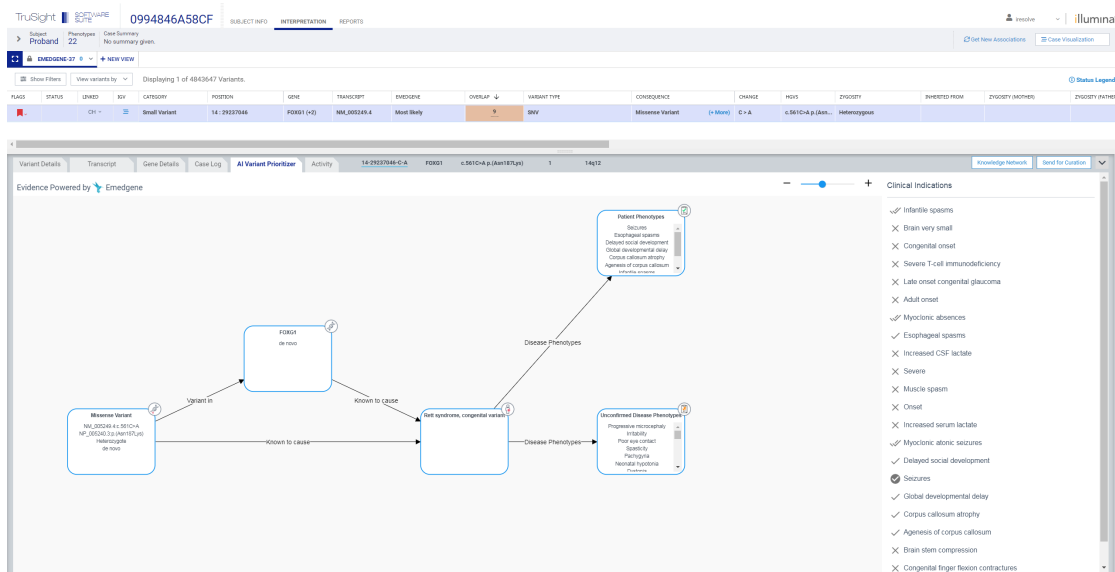 TruSight SOFTWARE SUITE 0994846A58CF SUBJECT INFO INTERPRETATION REPORTS iresolve illumina
Subject Phenotypes Case Summary
Proband 22 No summary given. Get New Associations Case Visualization
EMEDGENE-37 0 + NEW VIEW
Show Filters View variants by Displaying 1 of 4843647 Variants. Status Legend
FLAGS STATUS LINKED IGV CATEGORY POSITION GENE TRANSCRIPT EMEDGENE OVERLAP VARIANT TYPE CONSEQUENCE CHANGE HGVS ZYGOSITY INHERITED FROM ZYGOSITY (MOTHER) ZYGOSITY (FATHE
CH Small Variant 14 : 29237046 FOXG1 (+2) NM_005249.4 Most likely 9 SNV Missense Variant (+ More) C > A c.561C>A p.(Asn... Heterozygous
Variant Details Transcript Gene Details Case Log AI Variant Prioritizer Activity 14-29237046-C-A FOXG1 c.561C>A p.(Asn187Lys) 1 14q12 Knowledge Network Send for Curation
Evidence Powered by Emedgene
− +
Patient Phenotypes
Seizures
Esophageal spasms
Delayed social development
Global developmental delay
Corpus callosum atrophy
Agenesis of corpus callosum
Infantile spasms
FOXG1
de novo
Disease Phenotypes
Variant in
Known to cause
Missense Variant
NM_005249.4:c.561C>A
NP_005240.3:p.(Asn187Lys)
Heterozygote
de novo
Known to cause
Rett syndrome, congenital variant
Disease Phenotypes
Unconfirmed Disease Phenotypes
Progressive microcephaly
Irritability
Poor eye contact
Spasticity
Pachygyria
Neonatal hypotonia
Dystonia
Clinical Indications
Infantile spasms
Brain very small
Congenital onset
Severe T-cell immunodeficiency
Late onset congenital glaucoma
Adult onset
Myoclonic absences
Esophageal spasms
Increased CSF lactate
Severe
Muscle spasm
Onset
Increased serum lactate
Myoclonic atonic seizures
Delayed social development
Seizures
Global developmental delay
Corpus callosum atrophy
Agenesis of corpus callosum
Brain stem compression
Congenital finger flexion contractures